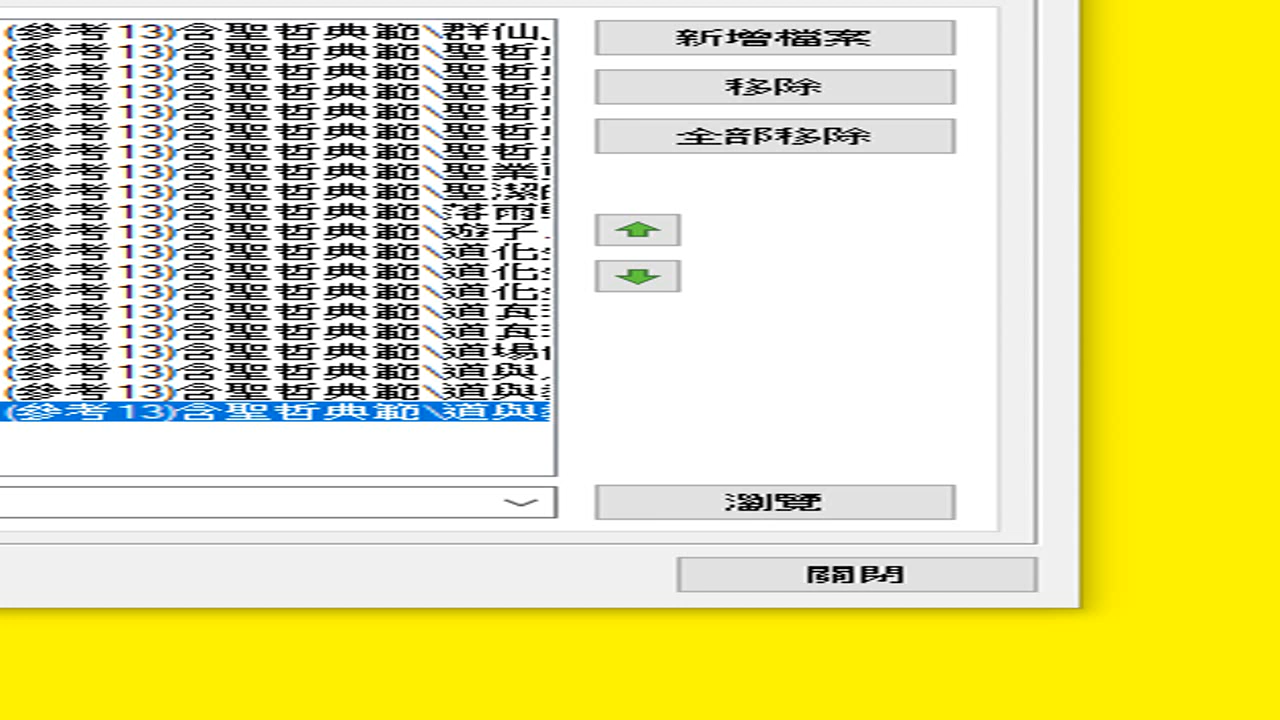 (參考13)含聖哲典範\群仙
(參考13)含聖哲典範\聖哲
(參考13)含聖哲典範\聖哲
(參考13)含聖哲典範\聖哲
(參考13)含聖哲典範\聖哲
(參考13)含聖哲典範\聖哲
(參考13)含聖哲典範\聖哲
(參考13)含聖哲典範\聖業
(參考13)含聖哲典範\聖潔
(參考13)含聖哲典範\落雨
(參考13)含聖哲典範\遊子
(參考13)含聖哲典範\道化
(參考13)含聖哲典範\道化
(參考13)含聖哲典範\道化
(參考13)含聖哲典範\道真
(參考13)含聖哲典範\道真
(參考13)含聖哲典範\道場
(參考13)含聖哲典範\道與
(參考13)含聖哲典範\道與
(參考13)含聖哲典範\道與
新增檔案
移除
全部移除
瀏覽
關閉